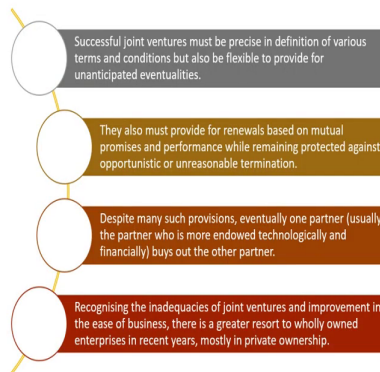 Successful joint ventures must be precise in definition of various
terms and conditions but also be flexible to provide for
unanticipated eventualities.
They also must provide for renewals based on mutual
promises and performance while remaining protected against
opportunistic or unreasonable termination.
Despite many such provisions, eventually one partner (usually
the partner who is more endowed technologically and
financially) buys out the other partner.
Recognising the inadequacies of joint ventures and improvement in
the ease of business, there is a greater resort to wholly owned
enterprises in recent years, mostly in private ownership.